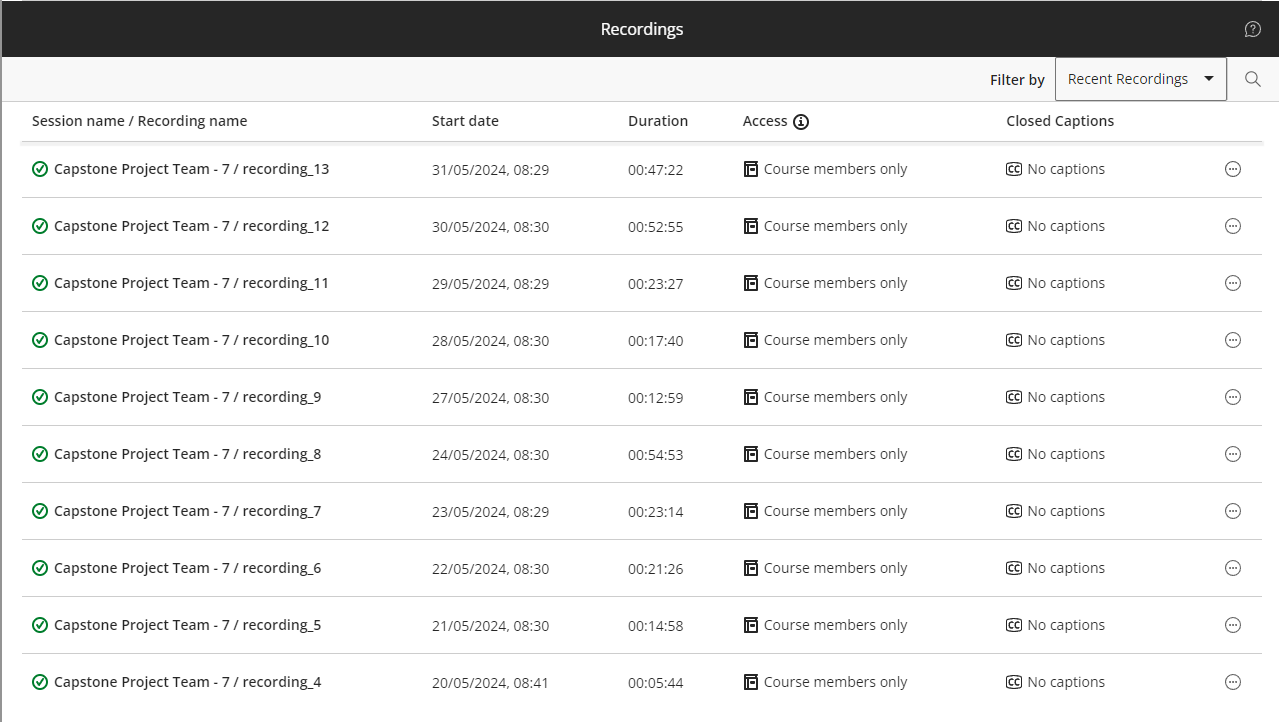 Recordings
Filter by Recent Recordings
Session name / Recording name Start date Duration Access Closed Captions
Capstone Project Team - 7 / recording_13 31/05/2024, 08:29 00:47:22 Course members only CC No captions
Capstone Project Team - 7 / recording_12 30/05/2024, 08:30 00:52:55 Course members only CC No captions
Capstone Project Team - 7 / recording_11 29/05/2024, 08:29 00:23:27 Course members only CC No captions
Capstone Project Team - 7 / recording_10 28/05/2024, 08:30 00:17:40 Course members only CC No captions
Capstone Project Team - 7 / recording_9 27/05/2024, 08:30 00:12:59 Course members only CC No captions
Capstone Project Team - 7 / recording_8 24/05/2024, 08:30 00:54:53 Course members only CC No captions
Capstone Project Team - 7 / recording_7 23/05/2024, 08:29 00:23:14 Course members only CC No captions
Capstone Project Team - 7 / recording_6 22/05/2024, 08:30 00:21:26 Course members only CC No captions
Capstone Project Team - 7 / recording_5 21/05/2024, 08:30 00:14:58 Course members only CC No captions
Capstone Project Team - 7 / recording_4 20/05/2024, 08:41 00:05:44 Course members only CC No captions